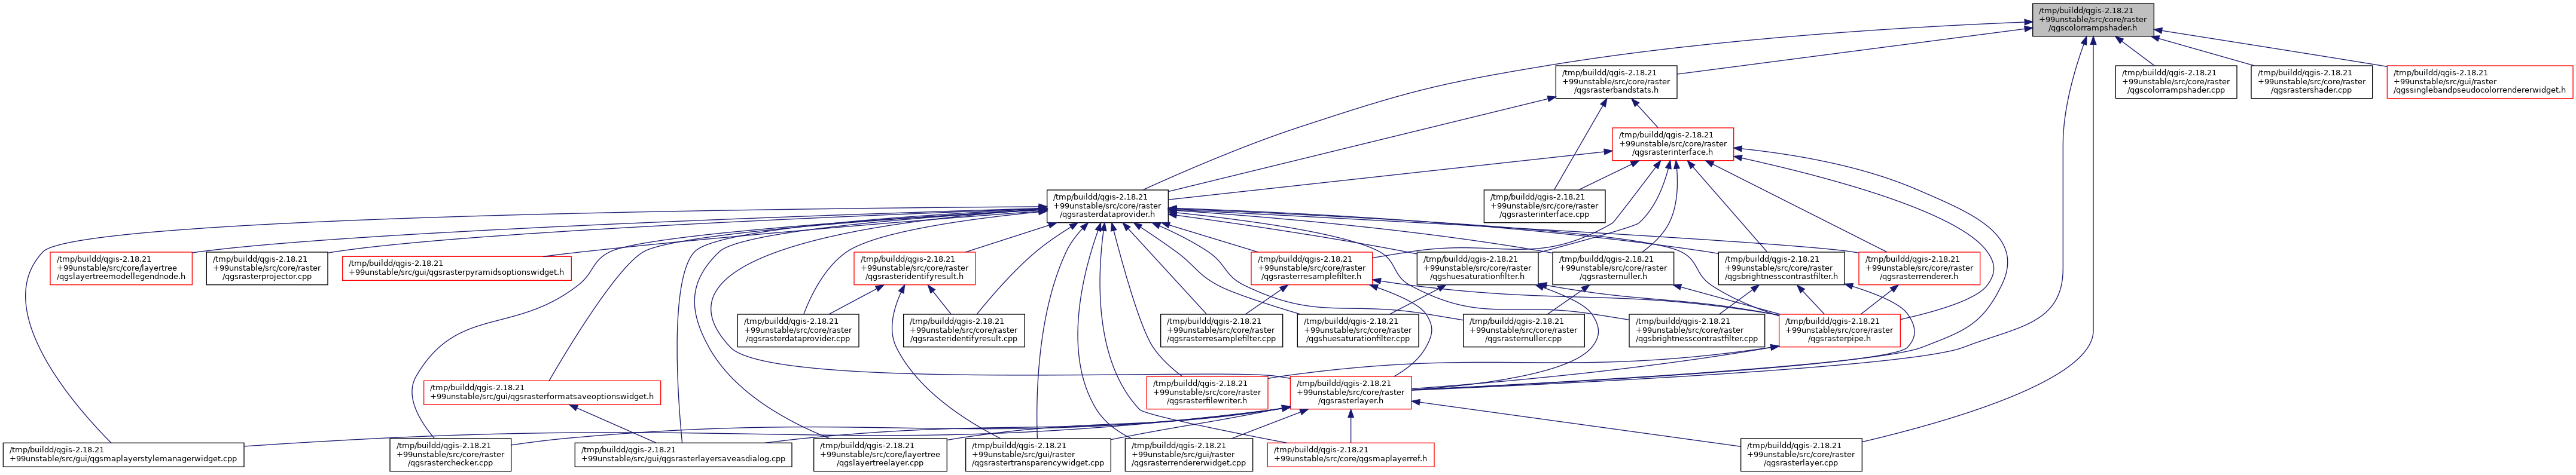 /tmp/buildd/qgis-2.18.21
+99unstable/src/core/raster
/qgscolorrampshader.h
/tmp/buildd/qgis-2.18.21
+99unstable/src/core/raster
/qgsrasterbandstats.h
/tmp/buildd/qgis-2.18.21
+99unstable/src/core/raster
/qgscolorrampshader.cpp
/tmp/buildd/qgis-2.18.21
+99unstable/src/core/raster
/qgsrastershader.cpp
/tmp/buildd/qgis-2.18.21
+99unstable/src/gui/raster
/qgssinglebandpseudocolorrendererwidget.h
/tmp/buildd/qgis-2.18.21
+99unstable/src/core/raster
/qgsrasterinterface.h
/tmp/buildd/qgis-2.18.21
+99unstable/src/core/raster
/qgsrasterdataprovider.h
/tmp/buildd/qgis-2.18.21
+99unstable/src/core/raster
/qgsrasterinterface.cpp
/tmp/buildd/qgis-2.18.21
+99unstable/src/core/layertree
/qgslayertreemodellegendnode.h
/tmp/buildd/qgis-2.18.21
+99unstable/src/core/raster
/qgsrasterprojector.cpp
/tmp/buildd/qgis-2.18.21
+99unstable/src/gui/qgsrasterpyramidsoptionswidget.h
/tmp/buildd/qgis-2.18.21
+99unstable/src/core/raster
/qgsrasteridentifyresult.h
/tmp/buildd/qgis-2.18.21
+99unstable/src/core/raster
/qgsrasterresamplefilter.h
/tmp/buildd/qgis-2.18.21
+99unstable/src/core/raster
/qgshuesaturationfilter.h
/tmp/buildd/qgis-2.18.21
+99unstable/src/core/raster
/qgsrasternuller.h
/tmp/buildd/qgis-2.18.21
+99unstable/src/core/raster
/qgsbrightnesscontrastfilter.h
/tmp/buildd/qgis-2.18.21
+99unstable/src/core/raster
/qgsrasterrenderer.h
/tmp/buildd/qgis-2.18.21
+99unstable/src/core/raster
/qgsrasterdataprovider.cpp
/tmp/buildd/qgis-2.18.21
+99unstable/src/core/raster
/qgsrasteridentifyresult.cpp
/tmp/buildd/qgis-2.18.21
+99unstable/src/core/raster
/qgsrasterresamplefilter.cpp
/tmp/buildd/qgis-2.18.21
+99unstable/src/core/raster
/qgshuesaturationfilter.cpp
/tmp/buildd/qgis-2.18.21
+99unstable/src/core/raster
/qgsrasternuller.cpp
/tmp/buildd/qgis-2.18.21
+99unstable/src/core/raster
/qgsbrightnesscontrastfilter.cpp
/tmp/buildd/qgis-2.18.21
+99unstable/src/core/raster
/qgsrasterpipe.h
/tmp/buildd/qgis-2.18.21
+99unstable/src/gui/qgsrasterformatsaveoptionswidget.h
/tmp/buildd/qgis-2.18.21
+99unstable/src/core/raster
/qgsrasterfilewriter.h
/tmp/buildd/qgis-2.18.21
+99unstable/src/core/raster
/qgsrasterlayer.h
/tmp/buildd/qgis-2.18.21
+99unstable/src/gui/qgsmaplayerstylemanagerwidget.cpp
/tmp/buildd/qgis-2.18.21
+99unstable/src/core/raster
/qgsrasterchecker.cpp
/tmp/buildd/qgis-2.18.21
+99unstable/src/gui/qgsrasterlayersaveasdialog.cpp
/tmp/buildd/qgis-2.18.21
+99unstable/src/core/layertree
/qgslayertreelayer.cpp
/tmp/buildd/qgis-2.18.21
+99unstable/src/gui/raster
/qgsrastertransparencywidget.cpp
/tmp/buildd/qgis-2.18.21
+99unstable/src/gui/raster
/qgsrasterrendererwidget.cpp
/tmp/buildd/qgis-2.18.21
+99unstable/src/core/qgsmaplayerref.h
/tmp/buildd/qgis-2.18.21
+99unstable/src/core/raster
/qgsrasterlayer.cpp